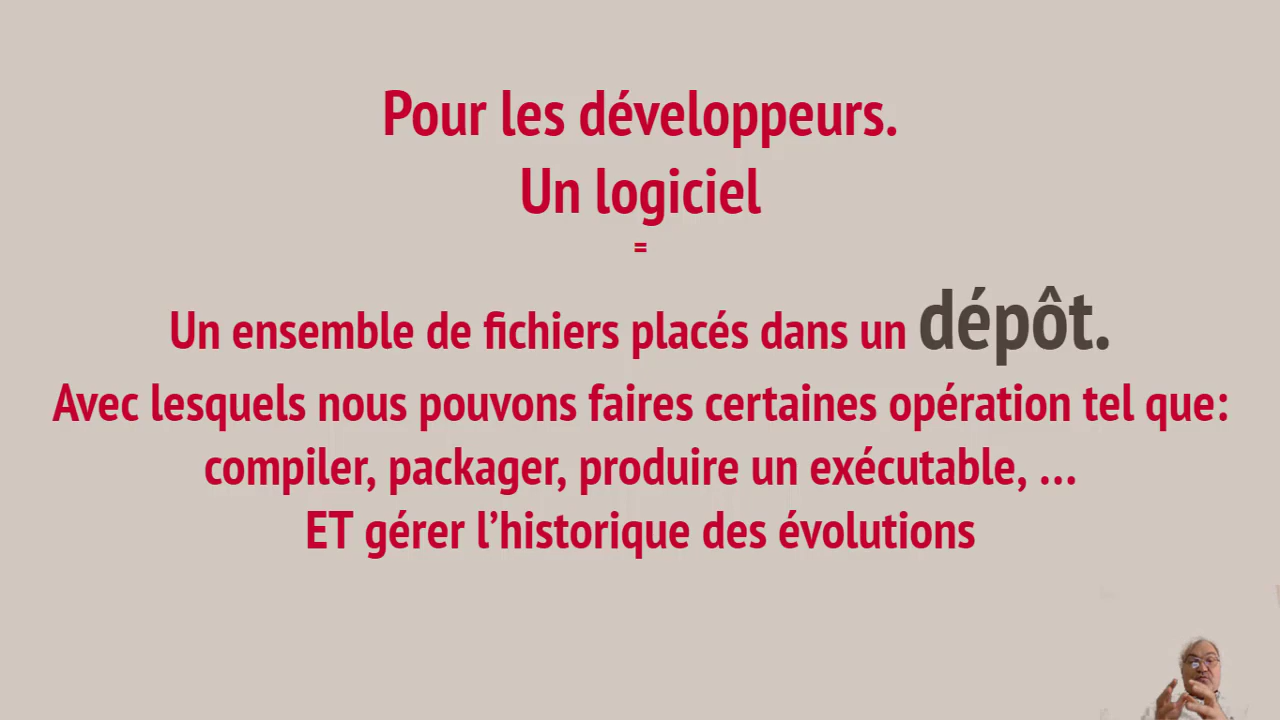 Pour les développeurs.
Un logiciel
=
Un ensemble de fichiers placés dans un dépôt.
Avec lesquels nous pouvons faires certaines opération tel que:
compiler, packager, produire un exécutable, ...
ET gérer l’historique des évolutions